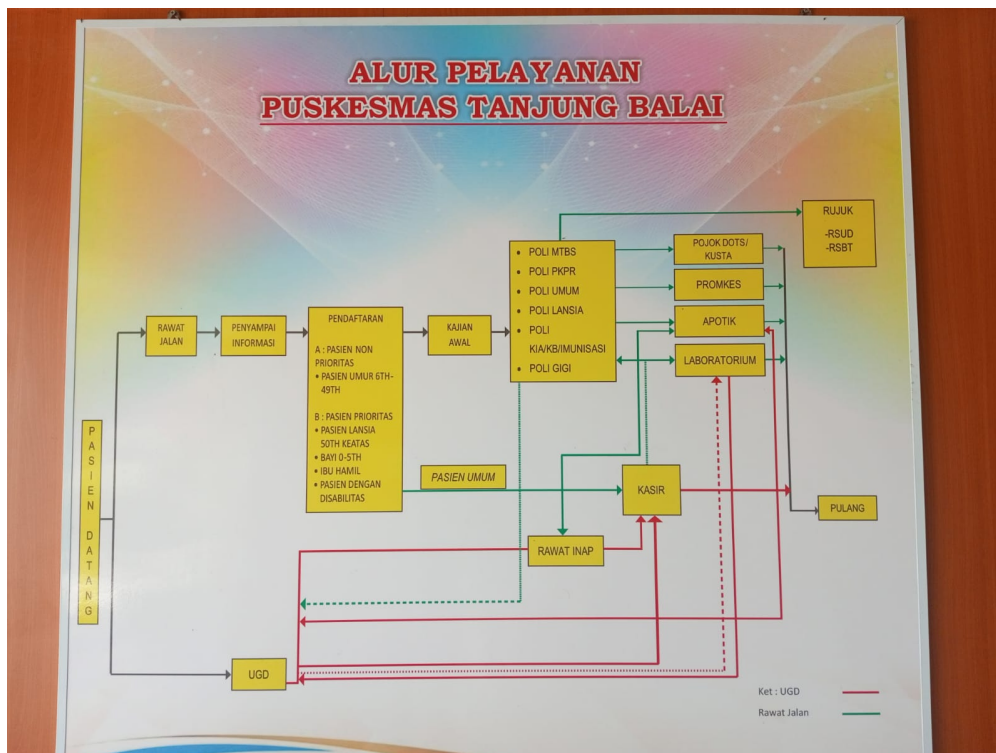 ALUR PELAYANAN
PUSKESMAS TANJUNG BALAI
PASIEN DATANG
RAWAT
JALAN
PENYAMPAI
INFORMASI
PENDAFTARAN
A : PASIEN NON
PRIORITAS
• PASIEN UMUR 6TH-
49TH
B : PASIEN PRIORITAS
• PASIEN LANSIA
50TH KEATAS
• BAYI 0-5TH
• IBU HAMIL
• PASIEN DENGAN
DISABILITAS
KAJIAN
AWAL
• POLI MTBS
• POLI PKPR
• POLI UMUM
• POLI LANSIA
• POLI
KIA/KB/IMUNISASI
• POLI GIGI
POJOK DOTS/
KUSTA
PROMKES
APOTIK
LABORATORIUM
RUJUK
-RSUD
-RSBT
PASIEN UMUM
KASIR
RAWAT INAP
PULANG
UGD
Ket : UGD
Rawat Jalan